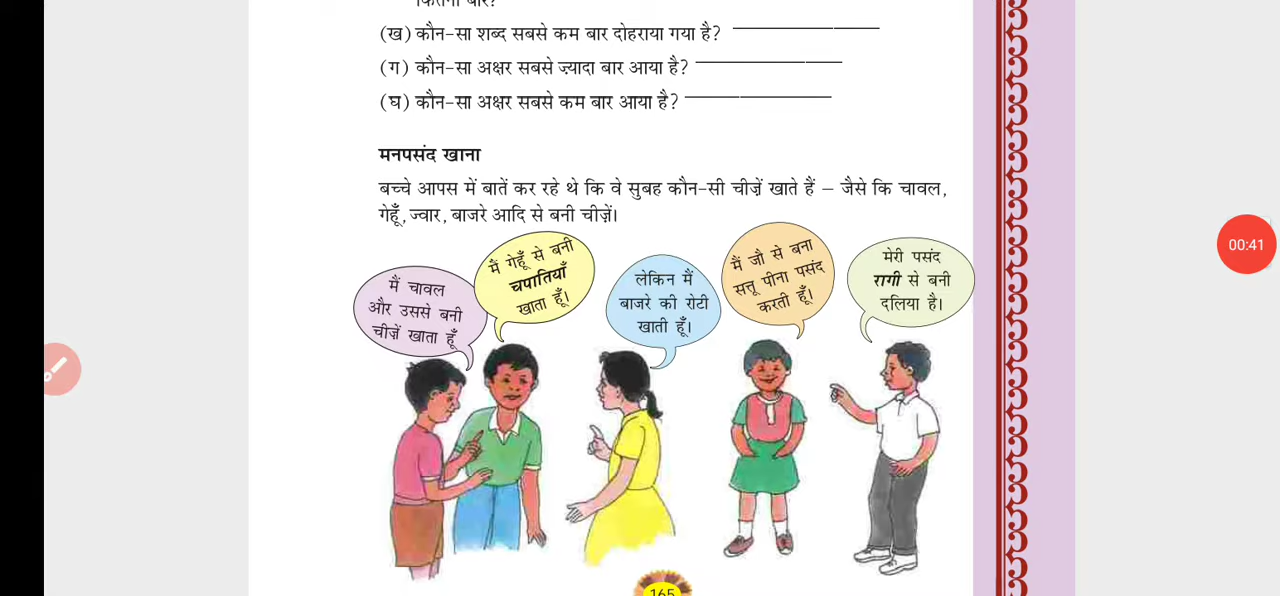 कितनी बार?
(ख) कौन-सा शब्द सबसे कम बार दोहराया गया है?
(ग) कौन-सा अक्षर सबसे ज़्यादा बार आया है?
(घ) कौन-सा अक्षर सबसे कम बार आया है?
मनपसंद खाना
बच्चे आपस में बातें कर रहे थे कि वे सुबह कौन-सी चीज़ें खाते हैं – जैसे कि चावल,
गेहूँ, ज्वार, बाजरे आदि से बनी चीज़ें।
मैं चावल
और उससे बनी
चीज़ें खाता हूँ
मैं गेहूँ से बनी
चपातियाँ
खाता हूँ।
लेकिन मैं
बाजरे की रोटी
खाती हूँ।
मैं जौ से बना
सत्तू पीना पसंद
करती हूँ।
मेरी पसंद
रागी से बनी
दलिया है।
00:41
165